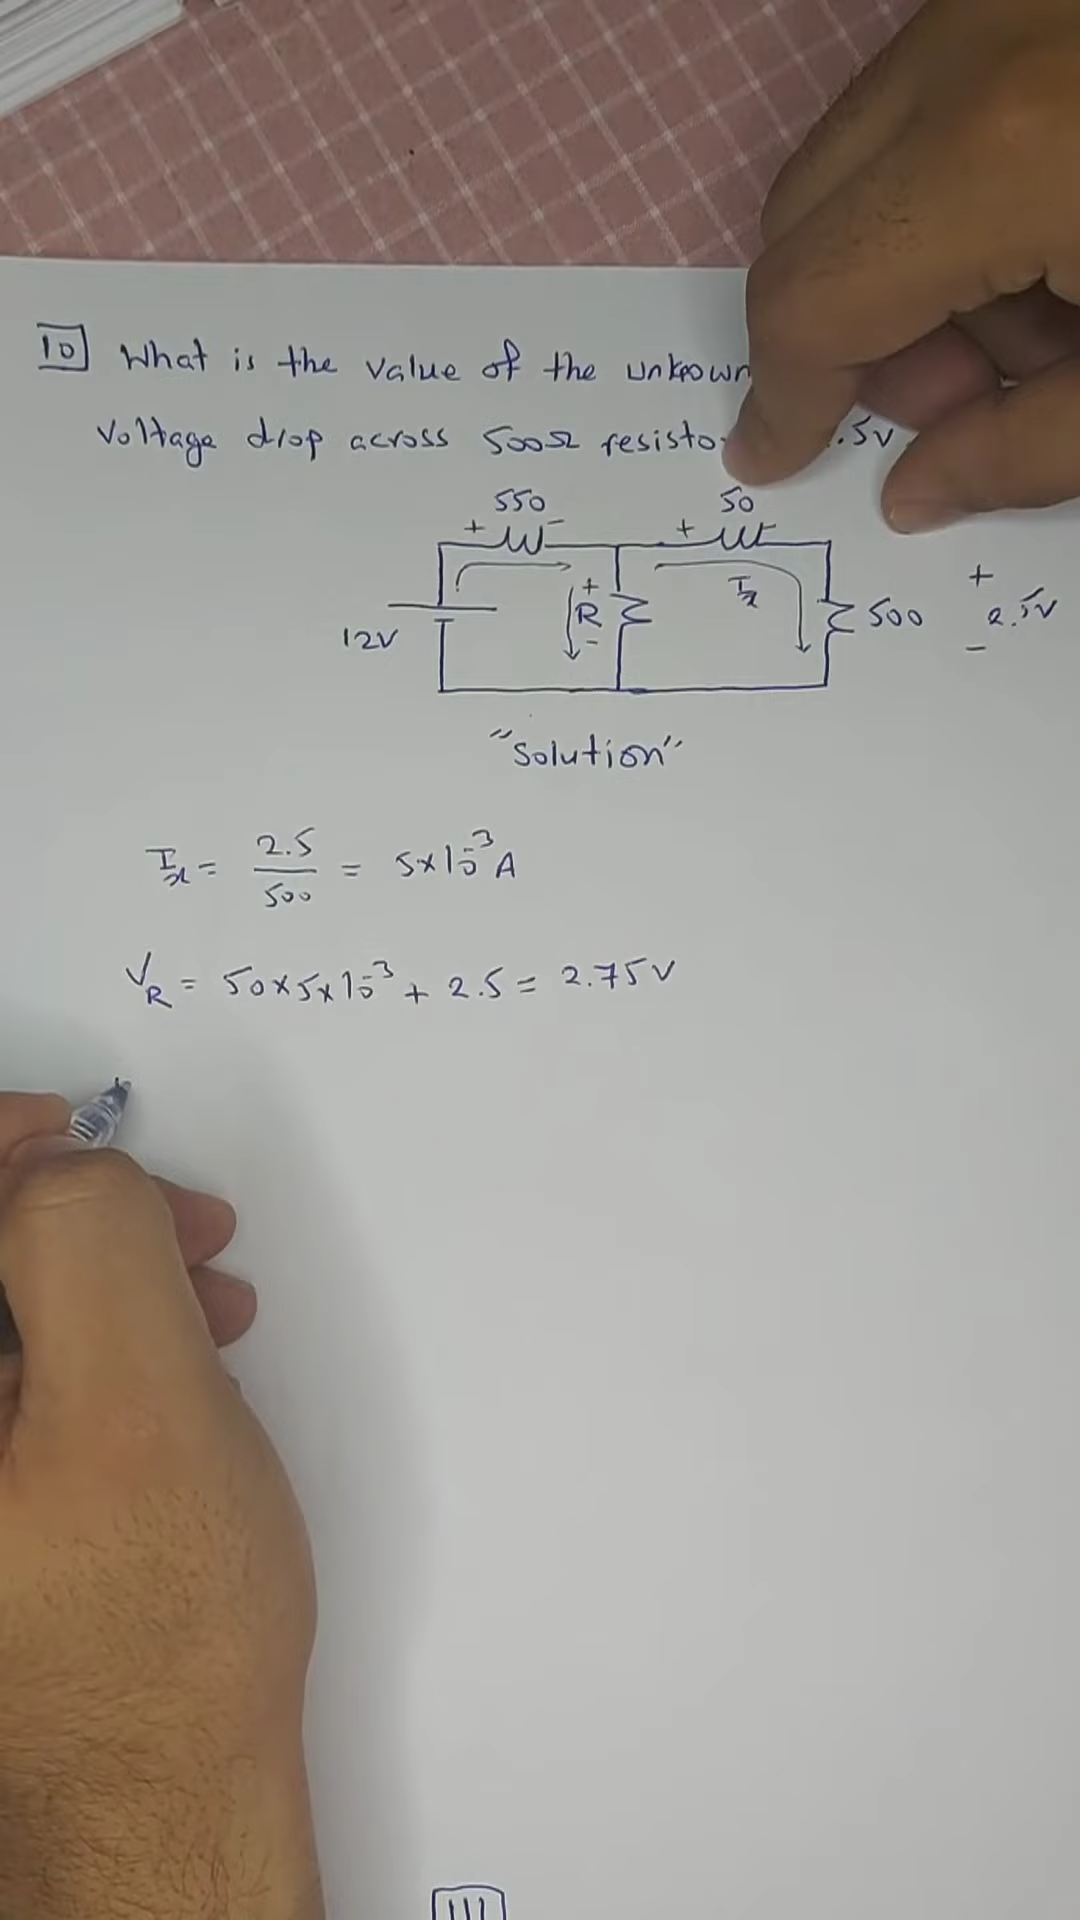 10 What is the value of the unknown
Voltage drop across 500Ω resisto .5v
550 50
+ - + -
+ R - Ix 500 + 2.5v -
12V
"Solution"
Ix = 2.5/500 = 5×10⁻³ A
VR = 50×5×10⁻³ + 2.5 = 2.75V